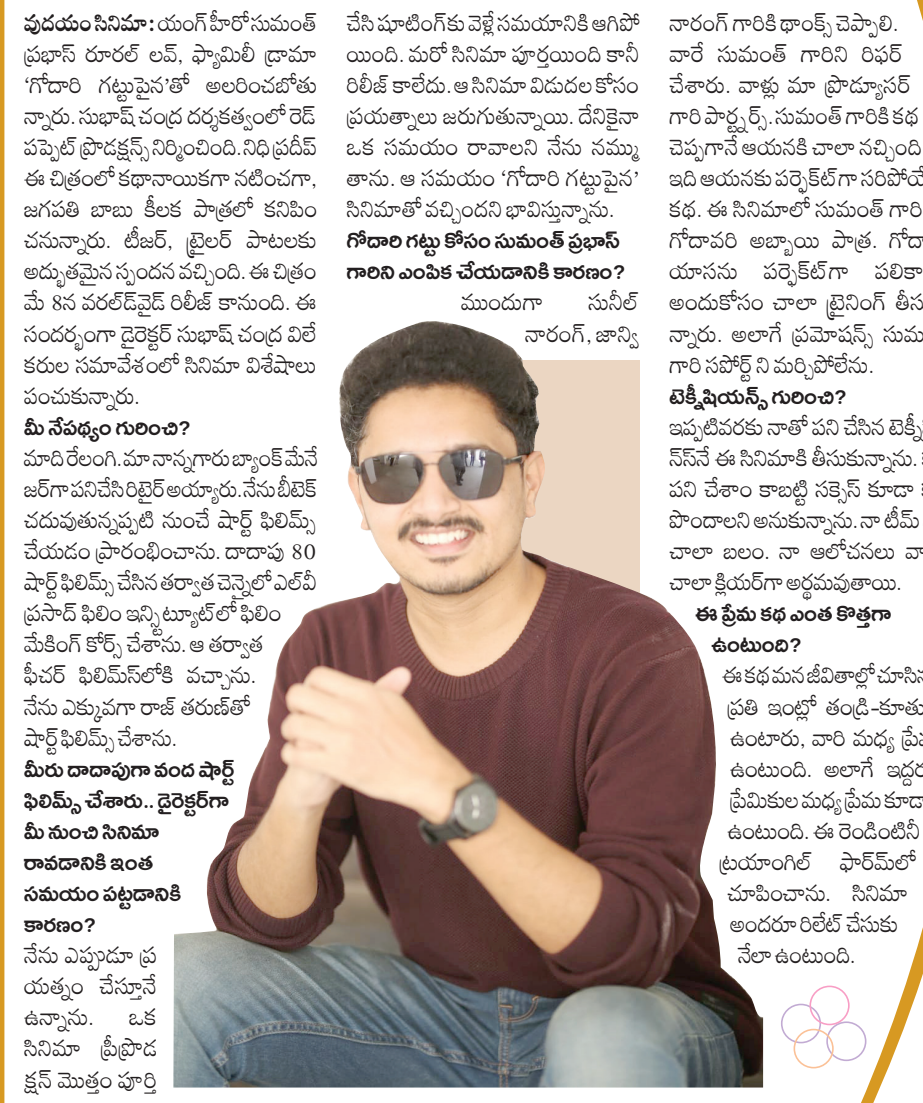 వుదయం సినిమా : యంగ్ హీరో సుమంత్
ప్రభాస్ రూరల్ లవ్, ఫ్యామిలీ డ్రామా
‘గోదారి గట్టుపైన’తో అలరించబోతు
న్నారు. సుభాష్ చంద్ర దర్శకత్వంలో రెడ్
పప్పెట్ ప్రొడక్షన్స్ నిర్మించింది. నిధి ప్రదీప్
ఈ చిత్రంలో కథానాయికగా నటించగా,
జగపతి బాబు కీలక పాత్రలో కనిపిం
చనున్నారు. టీజర్, ట్రైలర్ పాటలకు
అద్భుతమైన స్పందన వచ్చింది. ఈ చిత్రం
మే 8న వరల్డ్‌వైడ్ రిలీజ్ కానుంది. ఈ
సందర్భంగా డైరెక్టర్ సుభాష్ చంద్ర విలే
కరుల సమావేశంలో సినిమా విశేషాలు
పంచుకున్నారు.
మీ నేపథ్యం గురించి?
మాది రేలంగి. మా నాన్నగారు బ్యాంక్ మేనే
జర్‌గా పనిచేసి రిటైర్ అయ్యారు. నేను బీటెక్
చదువుతున్నప్పటి నుంచే షార్ట్ ఫిలిమ్స్
చేయడం ప్రారంభించాను. దాదాపు 80
షార్ట్ ఫిలిమ్స్ చేసిన తర్వాత చెన్నైలో ఎల్‌వీ
ప్రసాద్ ఫిలిం ఇన్స్టిట్యూట్‌లో ఫిలిం
మేకింగ్ కోర్స్ చేశాను. ఆ తర్వాత
ఫీచర్ ఫిలిమ్స్‌లోకి వచ్చాను.
నేను ఎక్కువగా రాజ్ తరుణ్‌తో
షార్ట్ ఫిలిమ్స్ చేశాను.
మీరు దాదాపుగా వంద షార్ట్
ఫిలిమ్స్ చేశారు.. డైరెక్టర్‌గా
మీ నుంచి సినిమా
రావడానికి ఇంత
సమయం పట్టడానికి
కారణం?
నేను ఎప్పుడూ ప్ర
యత్నం చేస్తూనే
ఉన్నాను. ఒక
సినిమా ప్రీప్రొడ
క్షన్ మొత్తం పూర్తి
చేసి షూటింగ్‌కు వెళ్లే సమయానికి ఆగిపో
యింది. మరో సినిమా పూర్తయింది కానీ
రిలీజ్ కాలేదు. ఆ సినిమా విడుదల కోసం
ప్రయత్నాలు జరుగుతున్నాయి. దేనికైనా
ఒక సమయం రావాలని నేను నమ్ము
తాను. ఆ సమయం ‘గోదారి గట్టుపైన’
సినిమాతో వచ్చిందని భావిస్తున్నాను.
గోదారి గట్టు కోసం సుమంత్ ప్రభాస్
గారిని ఎంపిక చేయడానికి కారణం?
ముందుగా సునీల్
నారంగ్, జాన్వి
నారంగ్ గారికి థాంక్స్ చెప్పాలి.
వారే సుమంత్ గారిని రిఫర్
చేశారు. వాళ్లు మా ప్రొడ్యూసర్
గారి పార్ట్నర్స్. సుమంత్ గారికి కథ
చెప్పగానే ఆయనకి చాలా నచ్చింది
ఇది ఆయనకు పర్ఫెక్ట్‌గా
కథ. ఈ సినిమాలో సుమంత్ గారి
గోదావరి అబ్బాయి పాత్ర.
యాసను పర్ఫెక్ట్‌గా
అందుకోసం చాలా ట్రైనింగ్
న్నారు. అలాగే ప్రమోషన్స్
గారి సపోర్ట్ ని మర్చిపోలేను.
టెక్నీషియన్స్ గురించి?
ఇప్పటివరకు నాతో పని చేసిన
న్స్‌నే ఈ సినిమాకి తీసుకున్నాను.
పని చేశాం కాబట్టి సక్సెస్ కూడా
పొందాలని అనుకున్నాను. నా టీమ్
చాలా బలం. నా ఆలోచనలు
చాలా క్లియర్‌గా అర్థమవుతాయి.
ఈ ప్రేమ కథ ఎంత కొత్తగా
ఉంటుంది?
ఈ కథ మన జీవితాల్లో
ప్రతి ఇంట్లో
ఉంటారు, వారి మధ్య
ఉంటుంది. అలాగే
ప్రేమికుల మధ్య ప్రేమ కూడా
ఉంటుంది. ఈ రెండింటినీ
ట్రయాంగిల్ ఫార్మ్‌లో
చూపించాను. సినిమా
అందరూ రిలేట్ చేసుకు
నేలా ఉంటుంది.